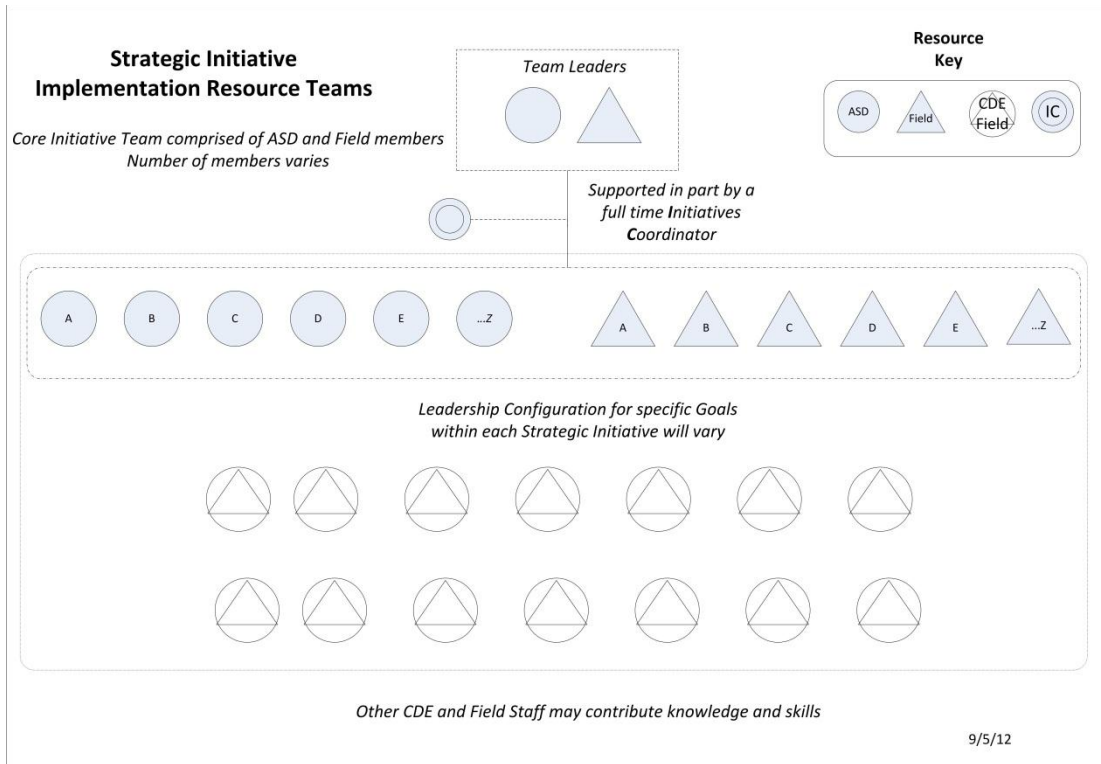 Strategic Initiative
Implementation Resource Teams
Core Initiative Team comprised of ASD and Field members
Number of members varies
Team Leaders
Resource
Key
ASD
Field
CDE
Field
IC
Supported in part by a
full time Initiatives
Coordinator
A
B
C
D
E
...Z
A
B
C
D
E
...Z
Leadership Configuration for specific Goals
within each Strategic Initiative will vary
Other CDE and Field Staff may contribute knowledge and skills
9/5/12